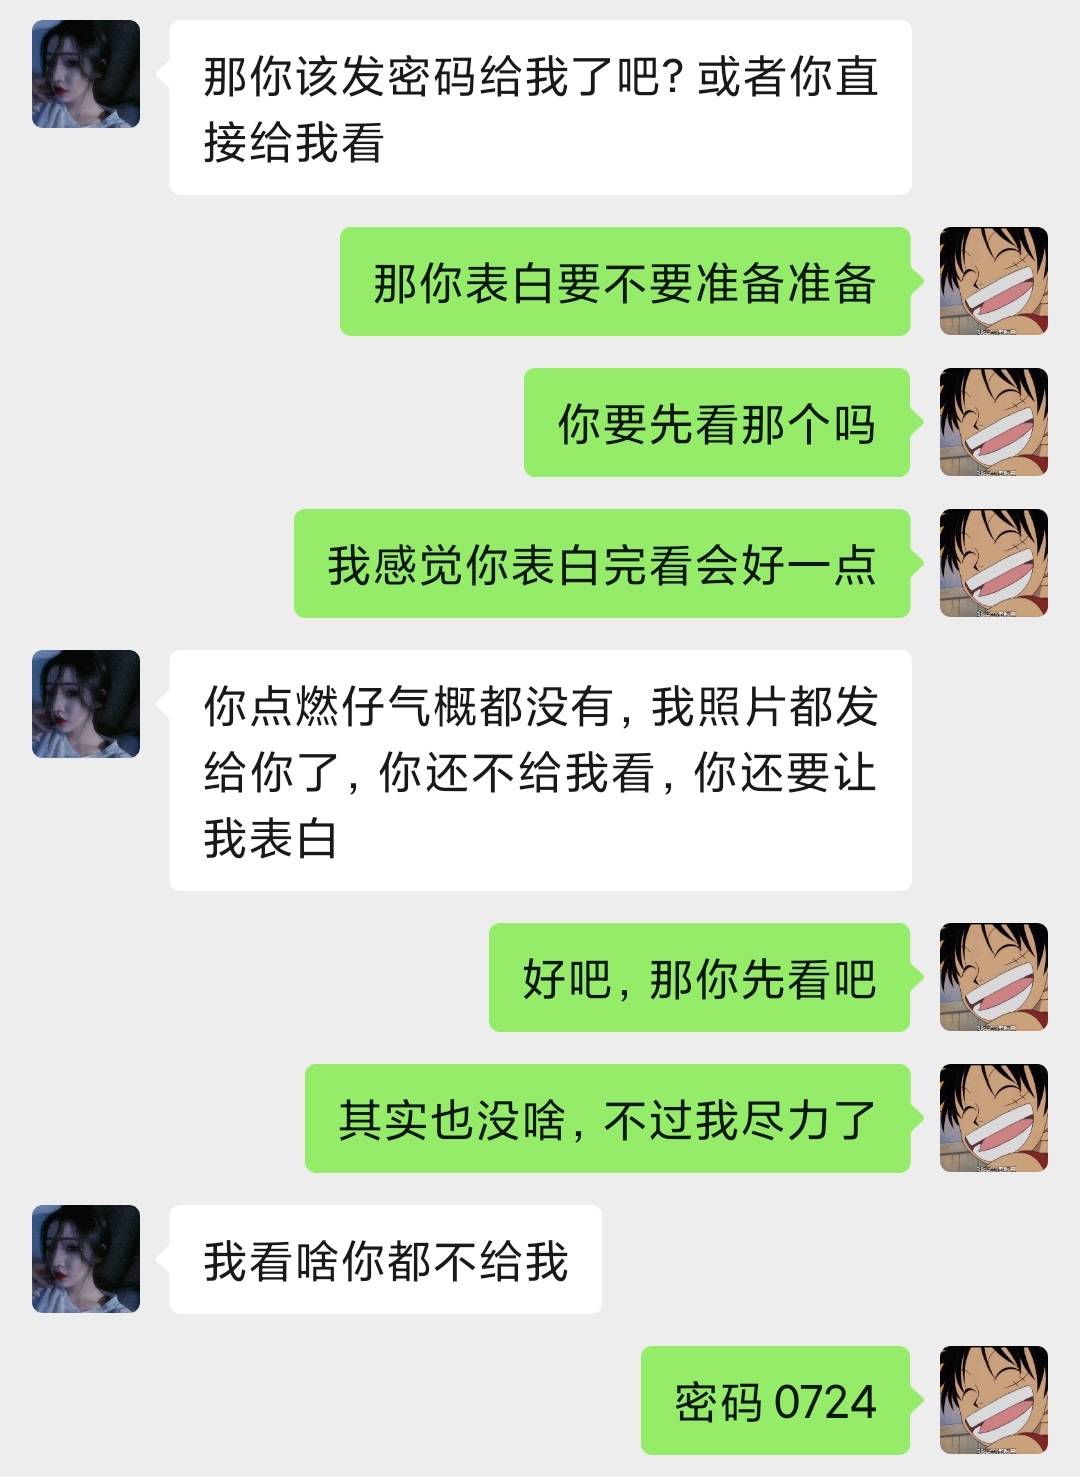 那你该发密码给我了吧? 或者你直
接给我看
那你表白要不要准备准备
你要先看那个吗
我感觉你表白完看会好一点
你点燃仔气概都没有, 我照片都发
给你了, 你还不给我看, 你还要让
我表白
好吧, 那你先看吧
其实也没啥, 不过我尽力了
我看啥你都不给我
密码 0724